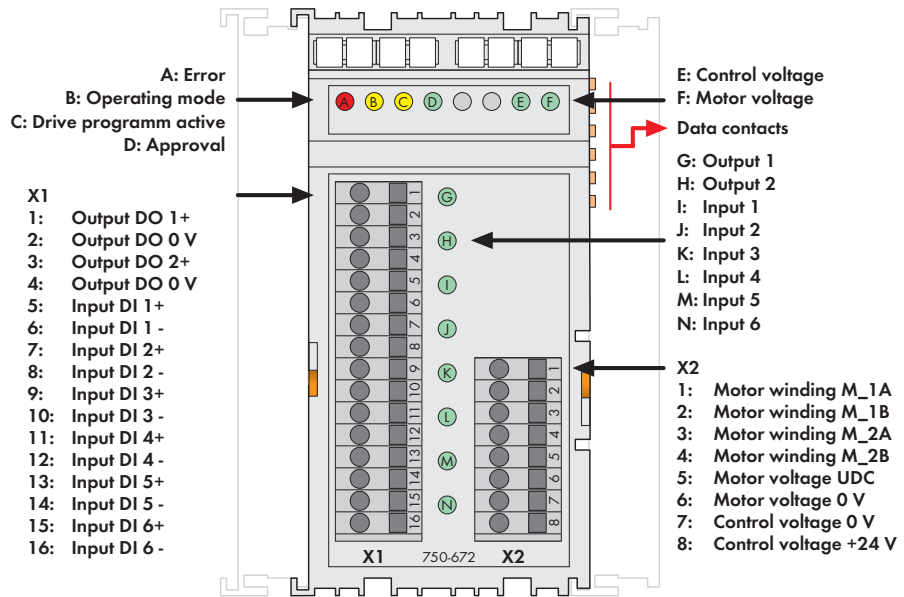 A: Error
B: Operating mode
C: Drive programm active
D: Approval
A B C D E F
E: Control voltage
F: Motor voltage
Data contacts
G: Output 1
H: Output 2
I: Input 1
J: Input 2
K: Input 3
L: Input 4
M: Input 5
N: Input 6
X1
1: Output DO 1+
2: Output DO 0 V
3: Output DO 2+
4: Output DO 0 V
5: Input DI 1+
6: Input DI 1 -
7: Input DI 2+
8: Input DI 2 -
9: Input DI 3+
10: Input DI 3 -
11: Input DI 4+
12: Input DI 4 -
13: Input DI 5+
14: Input DI 5 -
15: Input DI 6+
16: Input DI 6 -
1
2
3
4
5
6
7
8
9
10
11
12
13
14
15
16
G
H
I
J
K
L
M
N
1
2
3
4
5
6
7
8
X1 750-672 X2
X2
1: Motor winding M_1A
2: Motor winding M_1B
3: Motor winding M_2A
4: Motor winding M_2B
5: Motor voltage UDC
6: Motor voltage 0 V
7: Control voltage 0 V
8: Control voltage +24 V